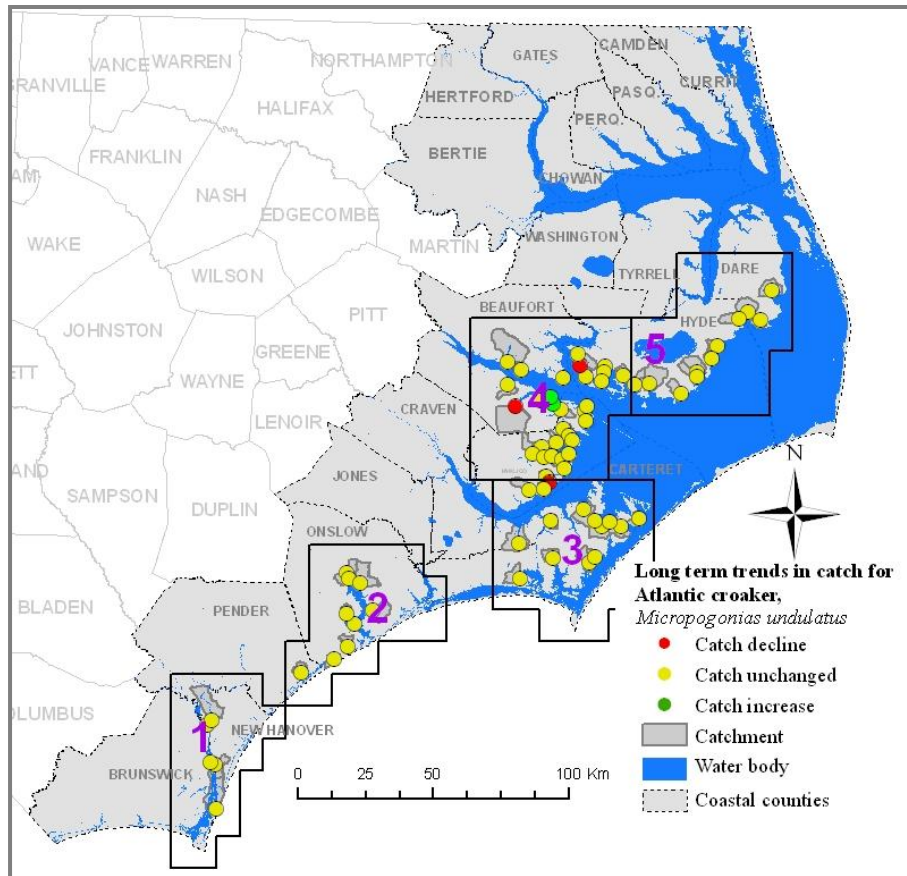 CAMDEN
NORTHAMPTON
GATES
VANCE WARREN
CURRIT
GRANVILLE
HERTFORD
PASQ.
HALIFAX
PERQ.
FRANKLIN
BERTIE
CHOWAN
NASH
EDGECOMBE
WASHINGTON
WAKE
MARTIN
DARE
WILSON
TYRRELL
BEAUFORT
PITT
HYDE
JOHNSTON
5
GREENE
WAYNE
4
CRAVEN
LENOIR
N
CARTERET
JONES
SAMPSON
DUPLIN
ONSLOW
3
Long term trends in catch for
Atlantic croaker,
Micropogonias undulatus
BLADEN
2
PENDER
Catch decline
Catch unchanged
Catch increase
OLUMBUS
NEW HANOVER
1
Catchment
BRUNSWICK
Water body
0 25 50 100 Km
Coastal counties